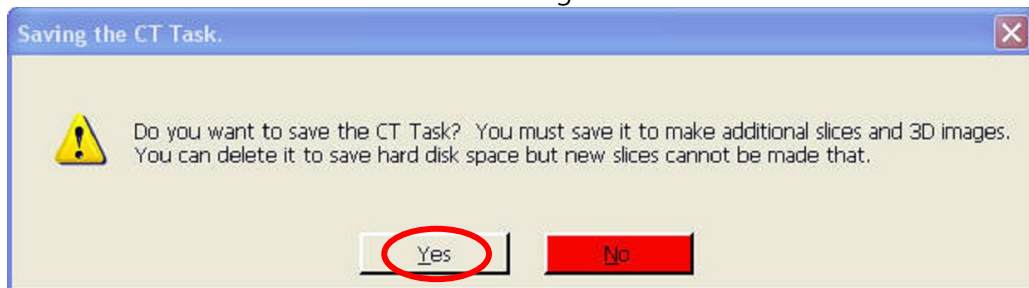 Saving the CT Task.
Do you want to save the CT Task? You must save it to make additional slices and 3D images.
You can delete it to save hard disk space but new slices cannot be made that.
Yes
No